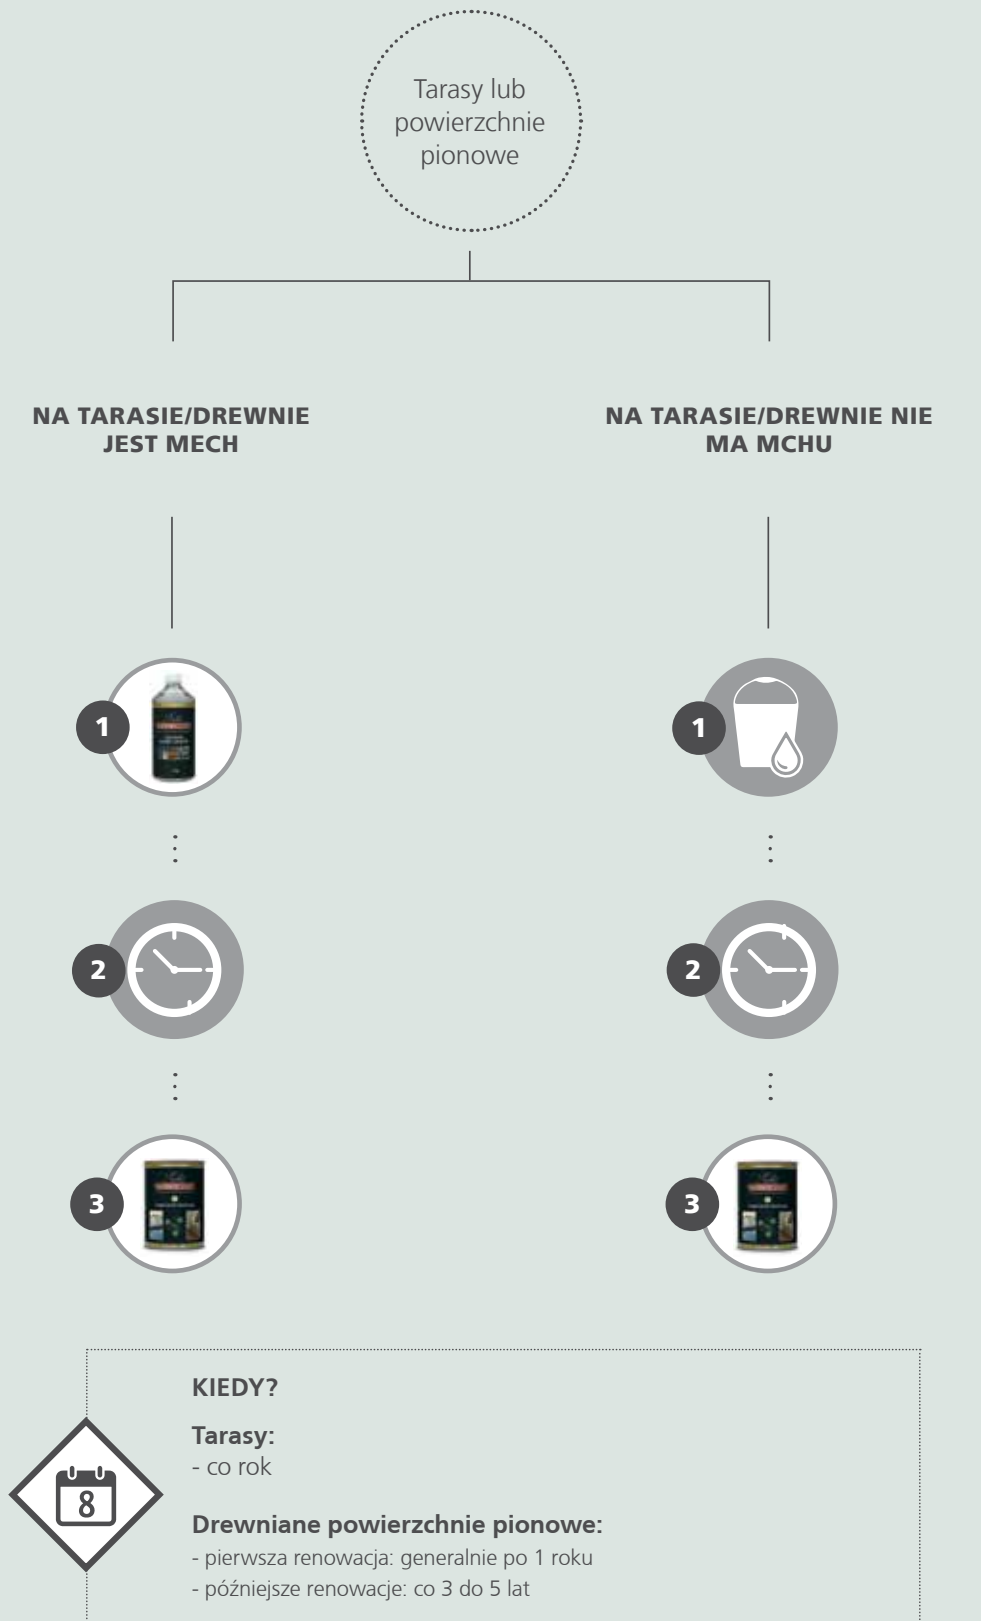 Tarasy lub
powierzchnie
pionowe
NA TARASIE/DREWNIE
JEST MECH
NA TARASIE/DREWNIE NIE
MA MCHU
1
1
2
2
3
3
KIEDY?
Tarasy:
- co rok
8
Drewniane powierzchnie pionowe:
- pierwsza renowacja: generalnie po 1 roku
- późniejsze renowacje: co 3 do 5 lat